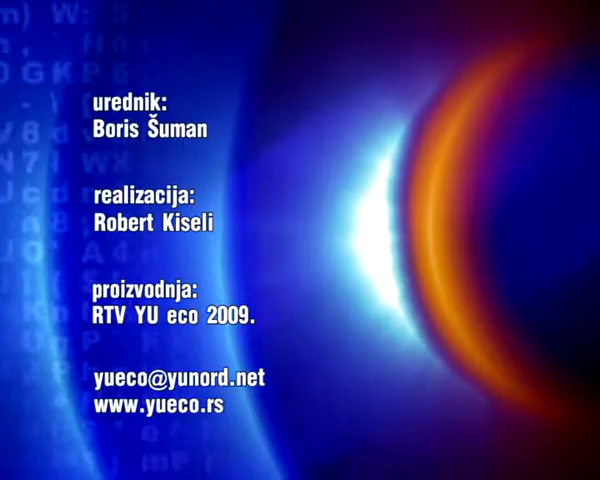 urednik:
Boris Šuman
realizacija:
Robert Kiseli
proizvodnja:
RTV YU eco 2009.
yueco@yunord.net
www.yueco.rs